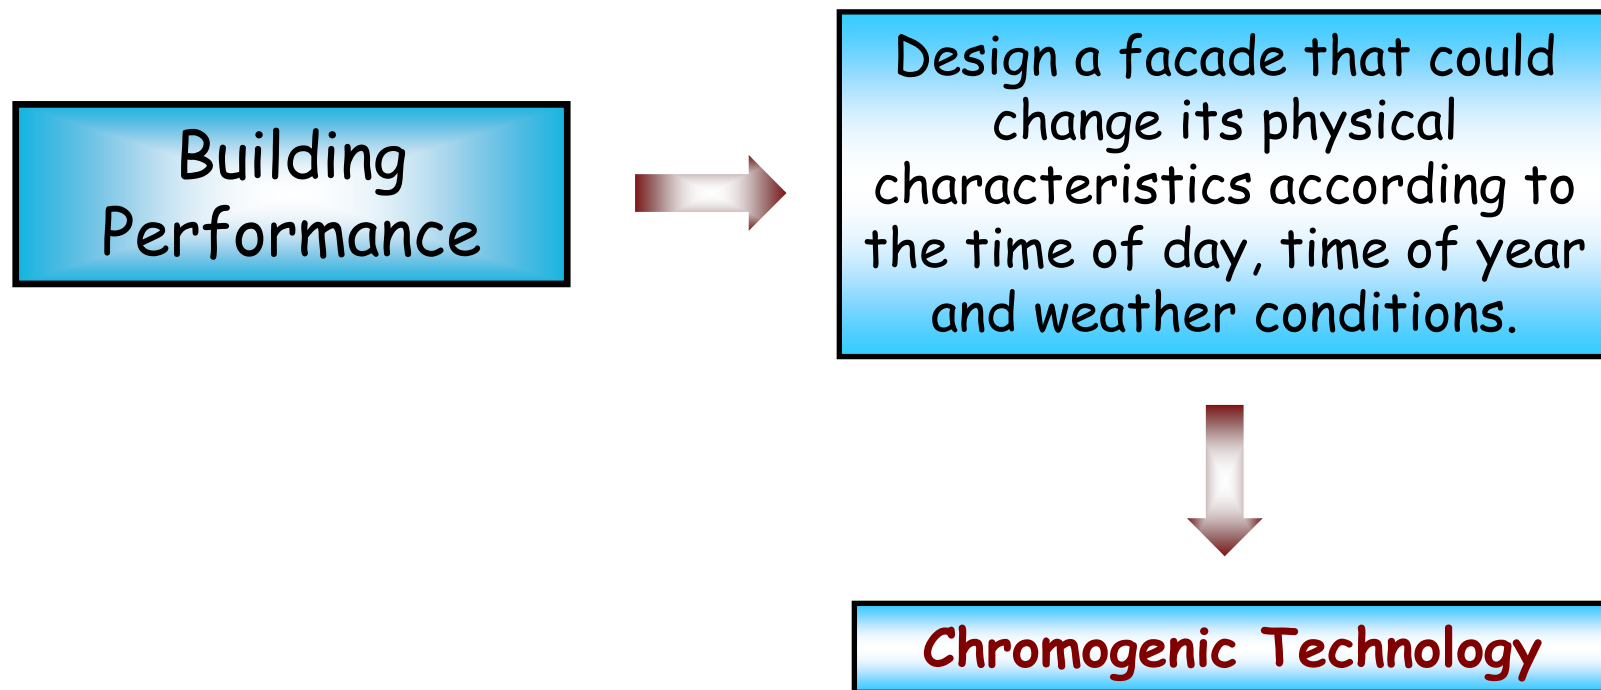 Building
Performance
Design a facade that could
change its physical
characteristics according to
the time of day, time of year
and weather conditions.
Chromogenic Technology